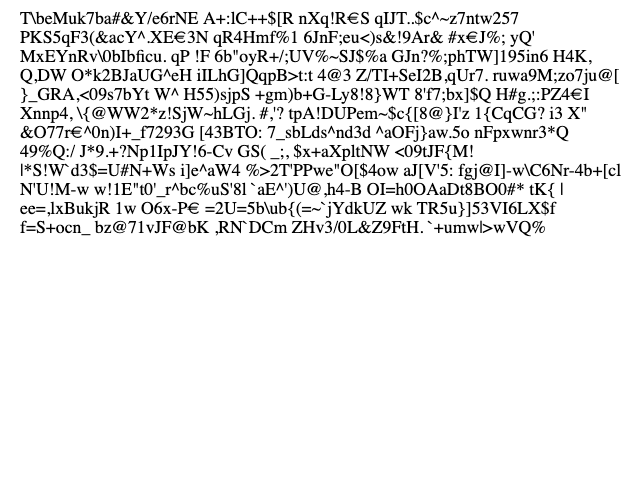 T\beMuk7ba#&Y/e6rNE A+:lC++$[R nXq!R€S qIJT..$c^~z7ntw257
PKS5qF3(&acY^.XE€3N qR4Hmf%1 6JnF;eu<)s&!9Ar& #x€J%; yQ'
MxEYnRv\0bIbficu. qP !F 6b"oyR+/;UV%~SJ$%a GJn?%;phTW]195in6 H4K,
Q,DW O*k2BJaUG^eH iILhG]QqpB>t:t 4@3 Z/TI+SeI2B,qUr7. ruwa9M;zo7ju@[
}_GRA,<09s7bYt W^ H55)sjpS +gm)b+G-Ly8!8}WT 8'f7;bx]$Q H#g.;:PZ4€I
Xnnp4, \{@WW2*z!SjW~hLGj. #,'? tpA!DUPem~$c{[8@}I'z 1{CqCG? i3 X"
&O77r€^0n)I+_f7293G [43BTO: 7_sbLds^nd3d ^aOFj}aw.5o nFpxwnr3*Q
49%Q:/ J*9.+?Np1IpJY!6-Cv GS( _;, $x+aXpltNW <09tJF{M!
|*S!W`d3$=U#N+Ws i]e^aW4 %>2T'PPwe"O[$4ow aJ[V'5: fgj@I]-w\C6Nr-4b+[cl
N'U!M-w w!1E"t0'_r^bc%uS'8l`aE^')U@,h4-B OI=h0OAaDt8BO0#* tK{ |
ee=,lxBukjR 1w O6x-P€ =2U=5b\ub{(=~`jYdkUZ wk TR5u}]53VI6LX$f
f=S+ocn_ bz@71vJF@bK ,RN`DCm ZHv3/0L&Z9FtH. `+umw|>wVQ%